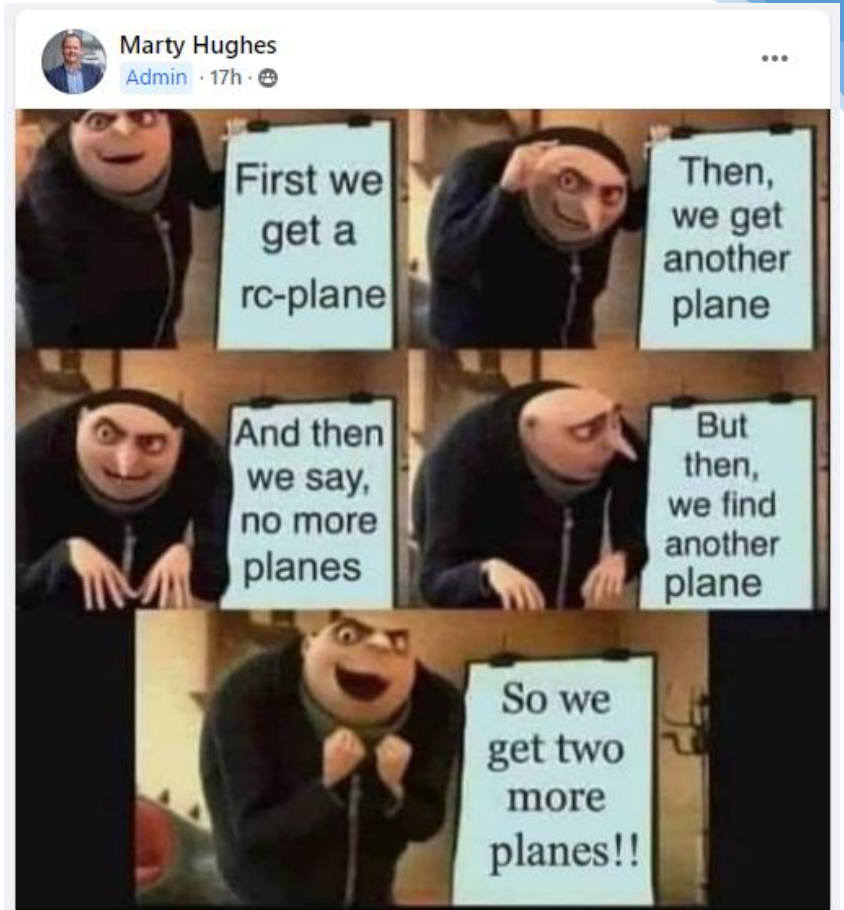 Marty Hughes
Admin · 17h ·
First we
get a
rc-plane
Then,
we get
another
plane
And then
we say,
no more
planes
But
then,
we find
another
plane
So we
get two
more
planes!!